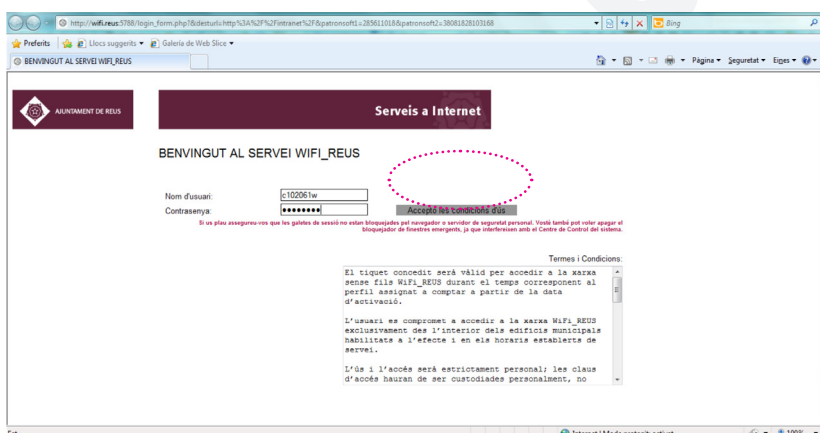 http://wifi.reus:5788/login_form.php?&desturl=http%3A%2F%2Fintranet%2F&patronsoft1=285611018&patronsoft2=38081828103168
Bing
Preferits Llocs suggerits Galeria de Web Slice
BENVINGUT AL SERVEI WIFI_REUS
Pàgina Seguretat Eines
AJUNTAMENT DE REUS
Serveis a Internet
BENVINGUT AL SERVEI WIFI_REUS
Nom d'usuari: c102061w
Contrasenya: ●●●●●●●● Accepto les condicions d'ús
Si us plau assegureu-vos que les galetes de sessió no estan bloquejades pel navegador o servidor de seguretat personal. Vostè també pot voler apagar el
bloquejador de finestres emergents, ja que interfereixen amb el Centre de Control del sistema.
Termes i Condicions:
El tiquet concedit serà vàlid per accedir a la xarxa
sense fils WiFi_REUS durant el temps corresponent al
perfil assignat a comptar a partir de la data
d'activació.
L'usuari es compromet a accedir a la xarxa WiFi_REUS
exclusivament des l'interior dels edificis municipals
habilitats a l'efecte i en els horaris establerts de
servei.
L'ús i l'accés serà estrictament personal; les claus
d'accés hauran de ser custodiades personalment, no
100%